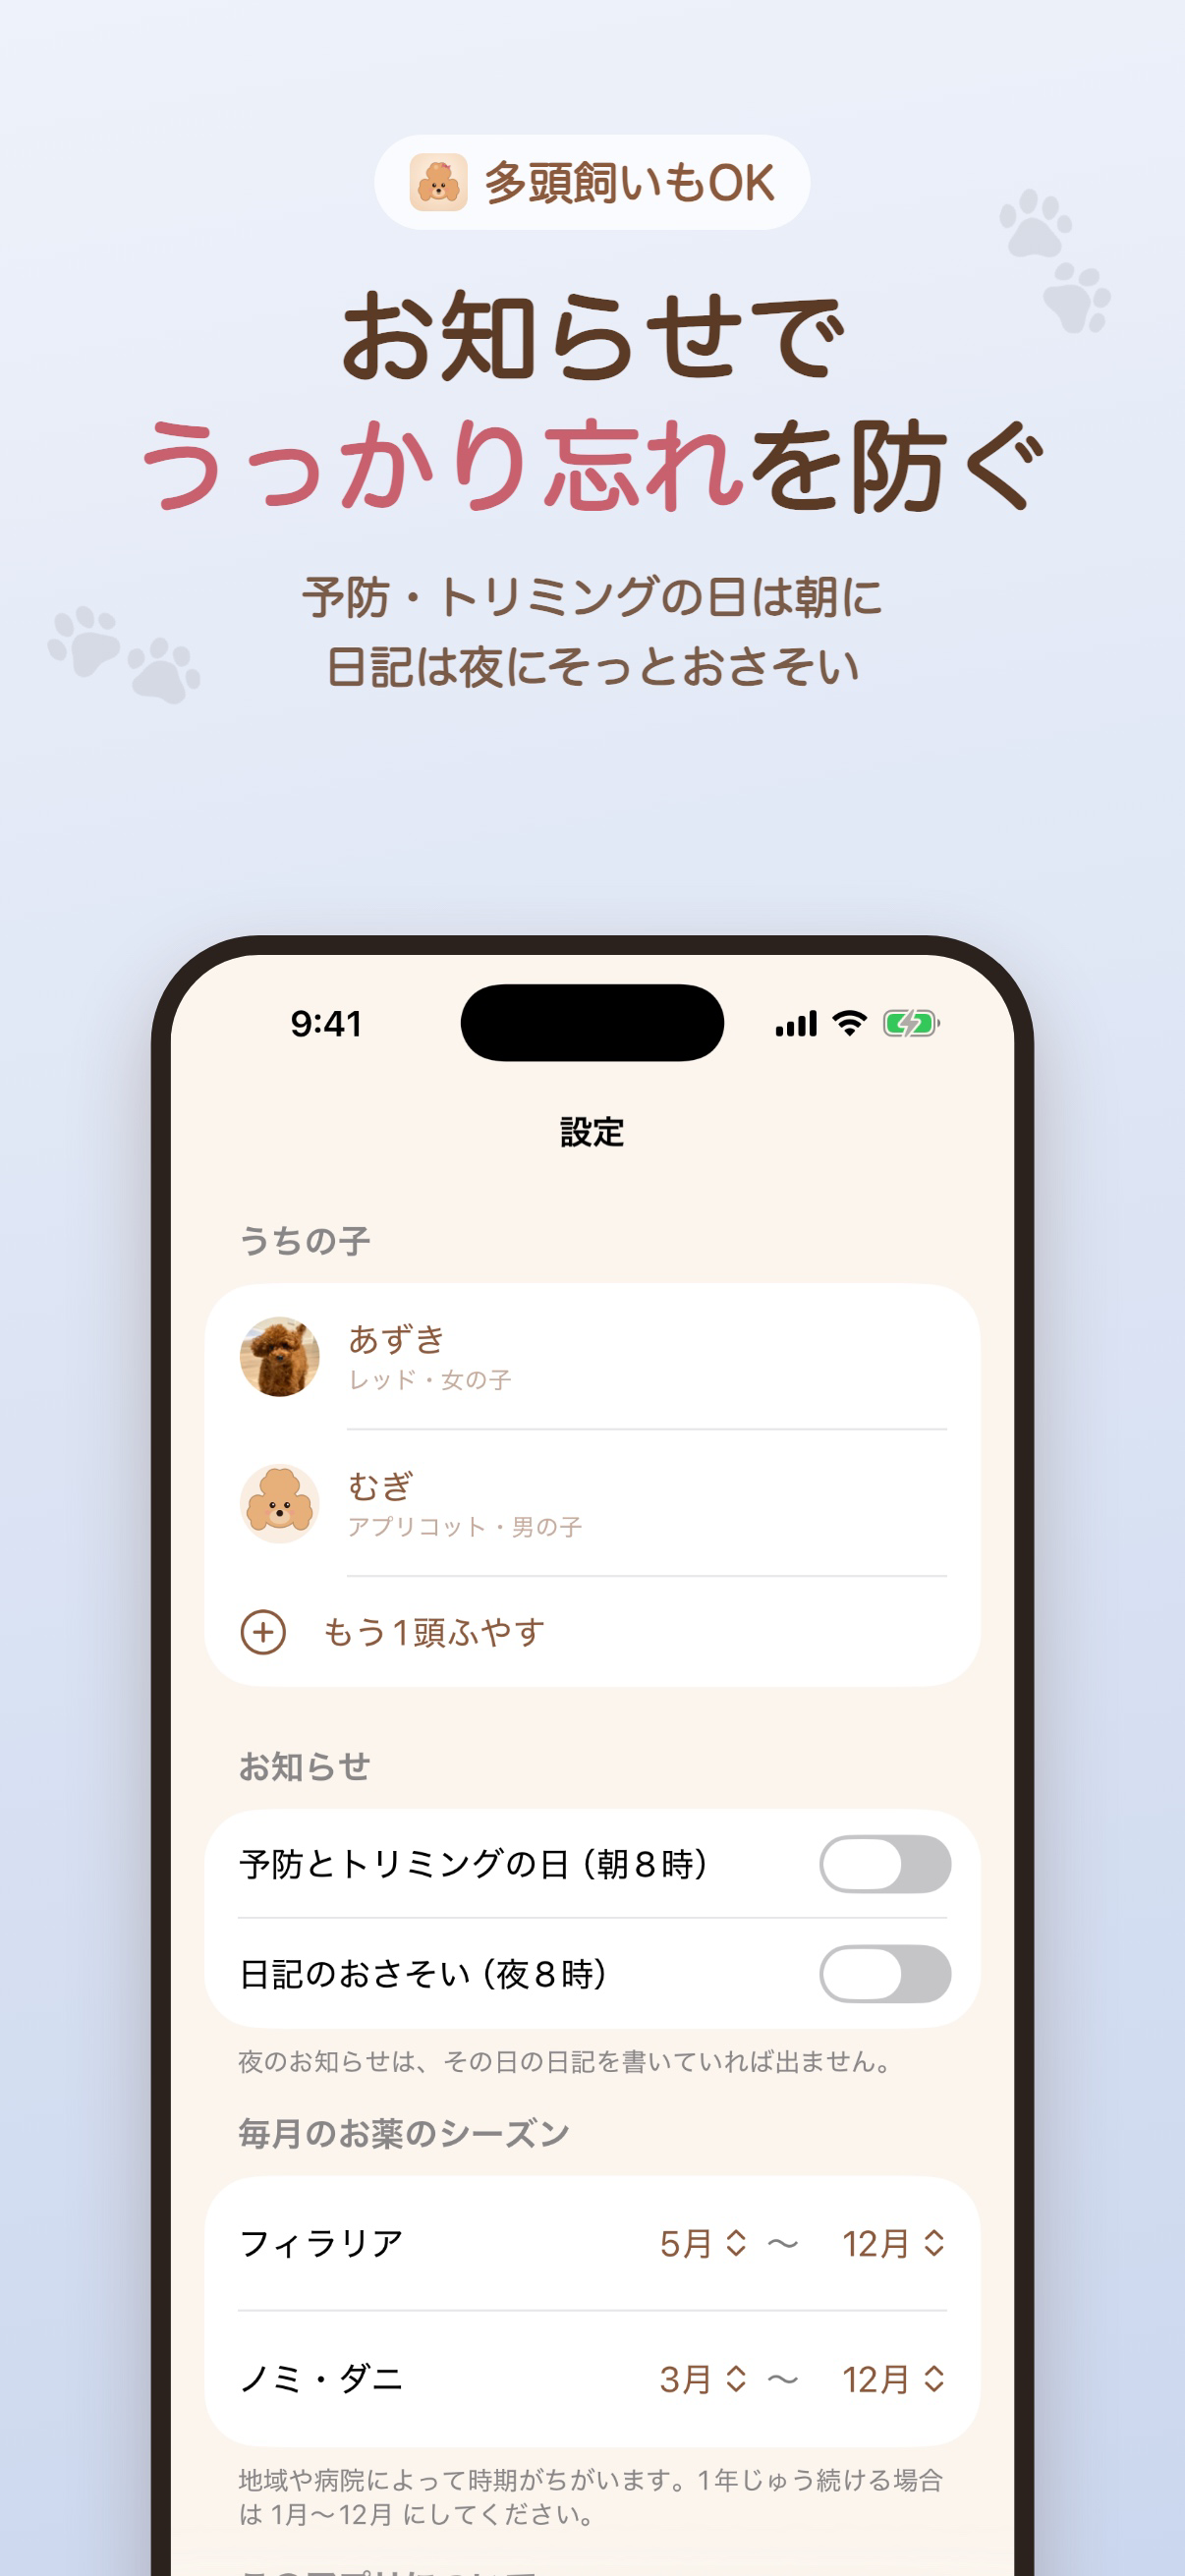 多頭飼いもOK
お知らせで
うっかり忘れを防ぐ
予防・トリミングの日は朝に
日記は夜にそっとおさそい
9:41
設定
うちの子
あずき
レッド・女の子
むぎ
アプリコット・男の子
もう1頭ふやす
お知らせ
予防とトリミングの日（朝8時）
日記のおさそい（夜8時）
夜のお知らせは、その日の日記を書いていれば出ません。
毎月のお薬のシーズン
フィラリア 5月 〜 12月
ノミ・ダニ 3月 〜 12月
地域や病院によって時期がちがいます。1年じゅう続ける場合
は 1月〜12月 にしてください。